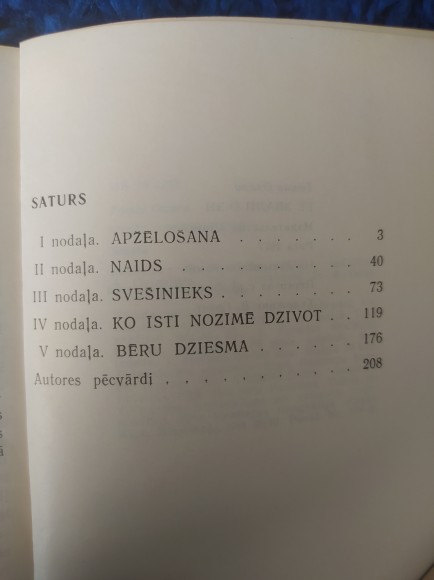 SATURS
I nodaļa. APŽĒLOŠANA . . . . . . . 3
II nodaļa. NAIDS . . . . . . . . . . 40
III nodaļa. SVEŠINIEKS . . . . . . . 73
IV nodaļa. KO ĪSTI NOZĪMĒ DZĪVOT . . 119
V nodaļa. BĒRU DZIESMA . . . . . 176
Autores pēcvārdi . . . . . . . . . . 208